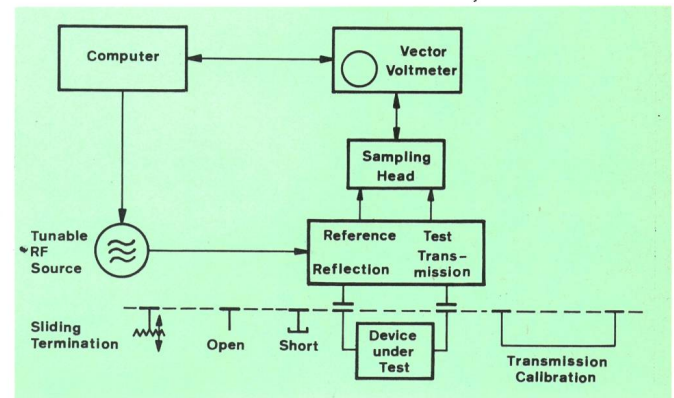 Computer
Vector
Voltmeter
Sampling
Head
Tunable
RF
Source
Reference Test
Trans-
Reflection mission
Sliding
Termination
Open
Short
Device
under
Test
Transmission
Calibration